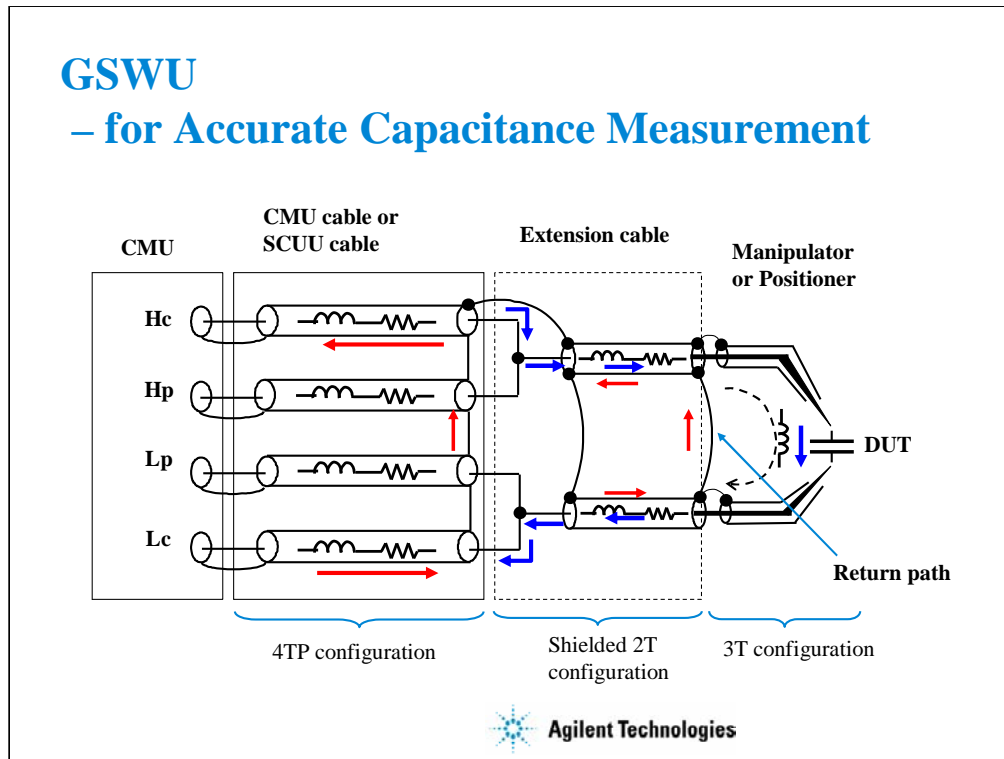 GSWU
– for Accurate Capacitance Measurement
CMU
CMU cable or
SCUU cable
Extension cable
Manipulator
or Positioner
Hc
Hp
Lp
Lc
DUT
Return path
4TP configuration
Shielded 2T
configuration
3T configuration
Agilent Technologies